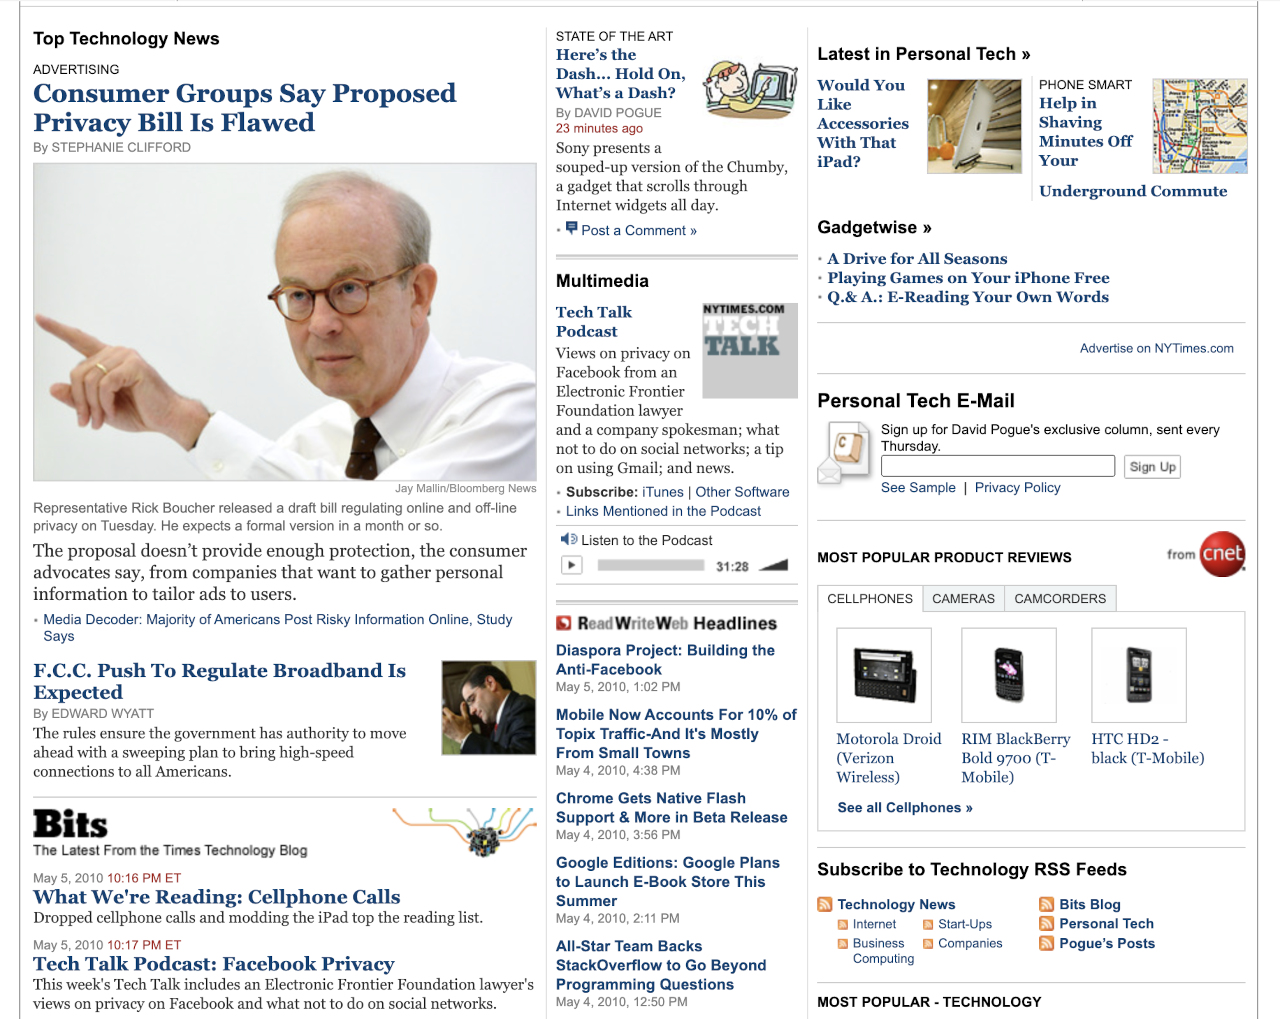 Top Technology News
ADVERTISING
Consumer Groups Say Proposed
Privacy Bill Is Flawed
By STEPHANIE CLIFFORD
Jay Mallin/Bloomberg News
Representative Rick Boucher released a draft bill regulating online and off-line
privacy on Tuesday. He expects a formal version in a month or so.
The proposal doesn’t provide enough protection, the consumer
advocates say, from companies that want to gather personal
information to tailor ads to users.
Media Decoder: Majority of Americans Post Risky Information Online, Study
Says
F.C.C. Push To Regulate Broadband Is
Expected
By EDWARD WYATT
The rules ensure the government has authority to move
ahead with a sweeping plan to bring high-speed
connections to all Americans.
Bits
The Latest From the Times Technology Blog
May 5, 2010 10:16 PM ET
What We're Reading: Cellphone Calls
Dropped cellphone calls and modding the iPad top the reading list.
May 5, 2010 10:17 PM ET
Tech Talk Podcast: Facebook Privacy
This week's Tech Talk includes an Electronic Frontier Foundation lawyer's
views on privacy on Facebook and what not to do on social networks.
STATE OF THE ART
Here’s the
Dash... Hold On,
What’s a Dash?
By DAVID POGUE
23 minutes ago
Sony presents a
souped-up version of the Chumby,
a gadget that scrolls through
Internet widgets all day.
Post a Comment »
Multimedia
Tech Talk
Podcast
NYTIMES.COM
TECH
TALK
Views on privacy on
Facebook from an
Electronic Frontier
Foundation lawyer
and a company spokesman; what
not to do on social networks; a tip
on using Gmail; and news.
Subscribe: iTunes | Other Software
Links Mentioned in the Podcast
Listen to the Podcast
31:28
ReadWriteWeb Headlines
Diaspora Project: Building the
Anti-Facebook
May 5, 2010, 1:02 PM
Mobile Now Accounts For 10% of
Topix Traffic-And It's Mostly
From Small Towns
May 4, 2010, 4:38 PM
Chrome Gets Native Flash
Support & More in Beta Release
May 4, 2010, 3:56 PM
Google Editions: Google Plans
to Launch E-Book Store This
Summer
May 4, 2010, 2:11 PM
All-Star Team Backs
StackOverflow to Go Beyond
Programming Questions
May 4, 2010, 12:50 PM
Latest in Personal Tech »
Would You
Like
Accessories
With That
iPad?
PHONE SMART
Help in
Shaving
Minutes Off
Your
Underground Commute
Gadgetwise »
A Drive for All Seasons
Playing Games on Your iPhone Free
Q.& A.: E-Reading Your Own Words
Advertise on NYTimes.com
Personal Tech E-Mail
Sign up for David Pogue's exclusive column, sent every
Thursday.
Sign Up
See Sample | Privacy Policy
MOST POPULAR PRODUCT REVIEWS
from cnet
CELLPHONES CAMERAS CAMCORDERS
Motorola Droid
(Verizon
Wireless)
RIM BlackBerry
Bold 9700 (T-
Mobile)
HTC HD2 -
black (T-Mobile)
See all Cellphones »
Subscribe to Technology RSS Feeds
Technology News
Internet
Start-Ups
Business
Computing
Companies
Bits Blog
Personal Tech
Pogue’s Posts
MOST POPULAR - TECHNOLOGY